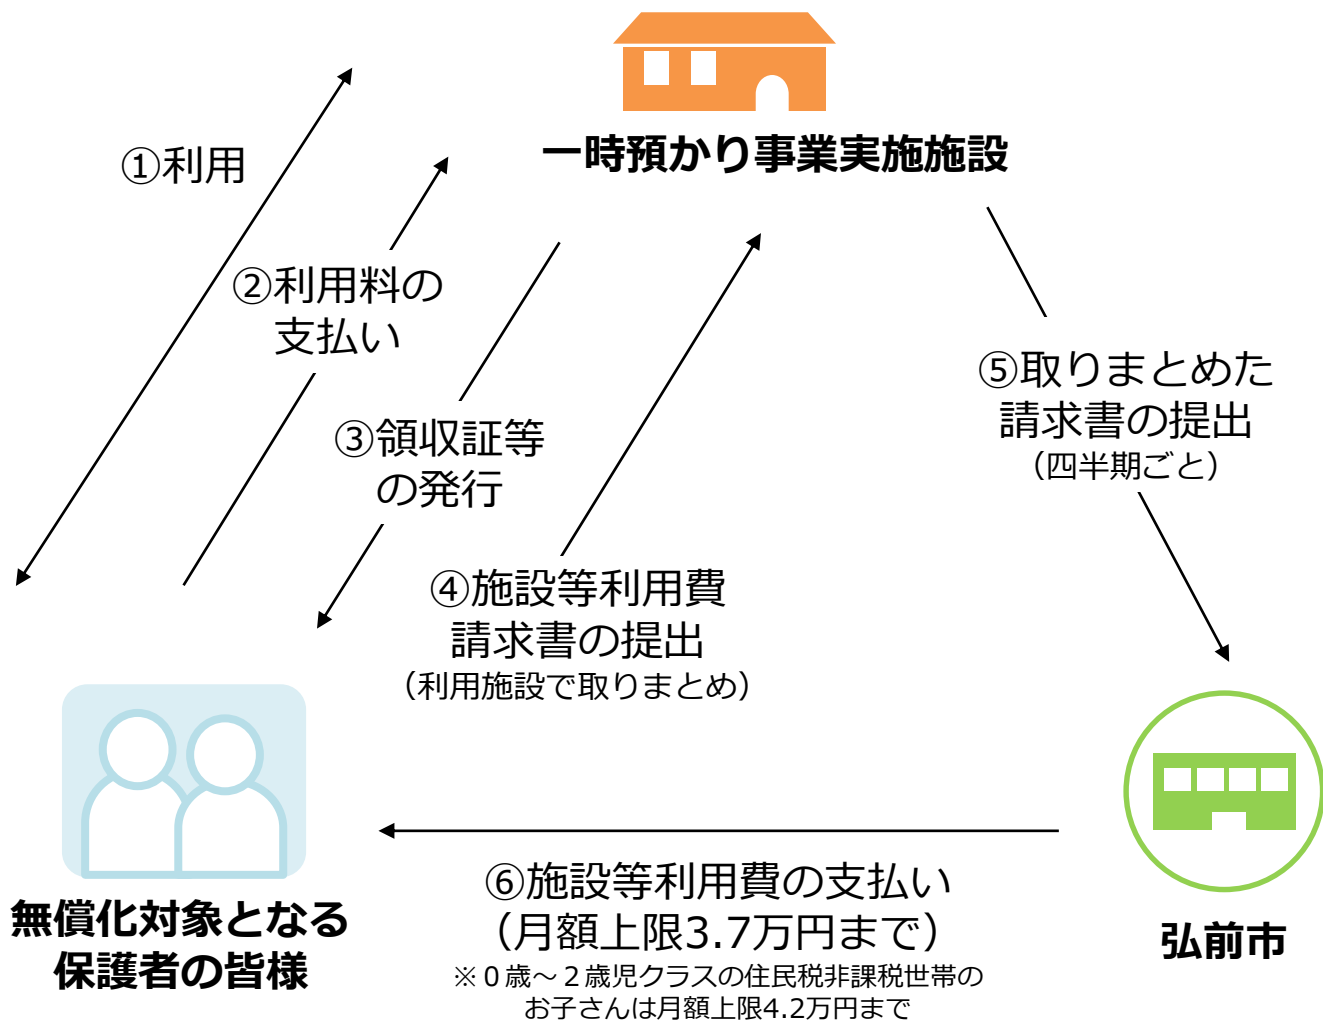 一時預かり事業実施施設
①利用
②利用料の
支払い
③領収証等
の発行
④施設等利用費
請求書の提出
（利用施設で取りまとめ）
⑤取りまとめた
請求書の提出
（四半期ごと）
無償化対象となる
保護者の皆様
⑥施設等利用費の支払い
（月額上限3.7万円まで）
※０歳～２歳児クラスの住民税非課税世帯の
お子さんは月額上限4.2万円まで
弘前市